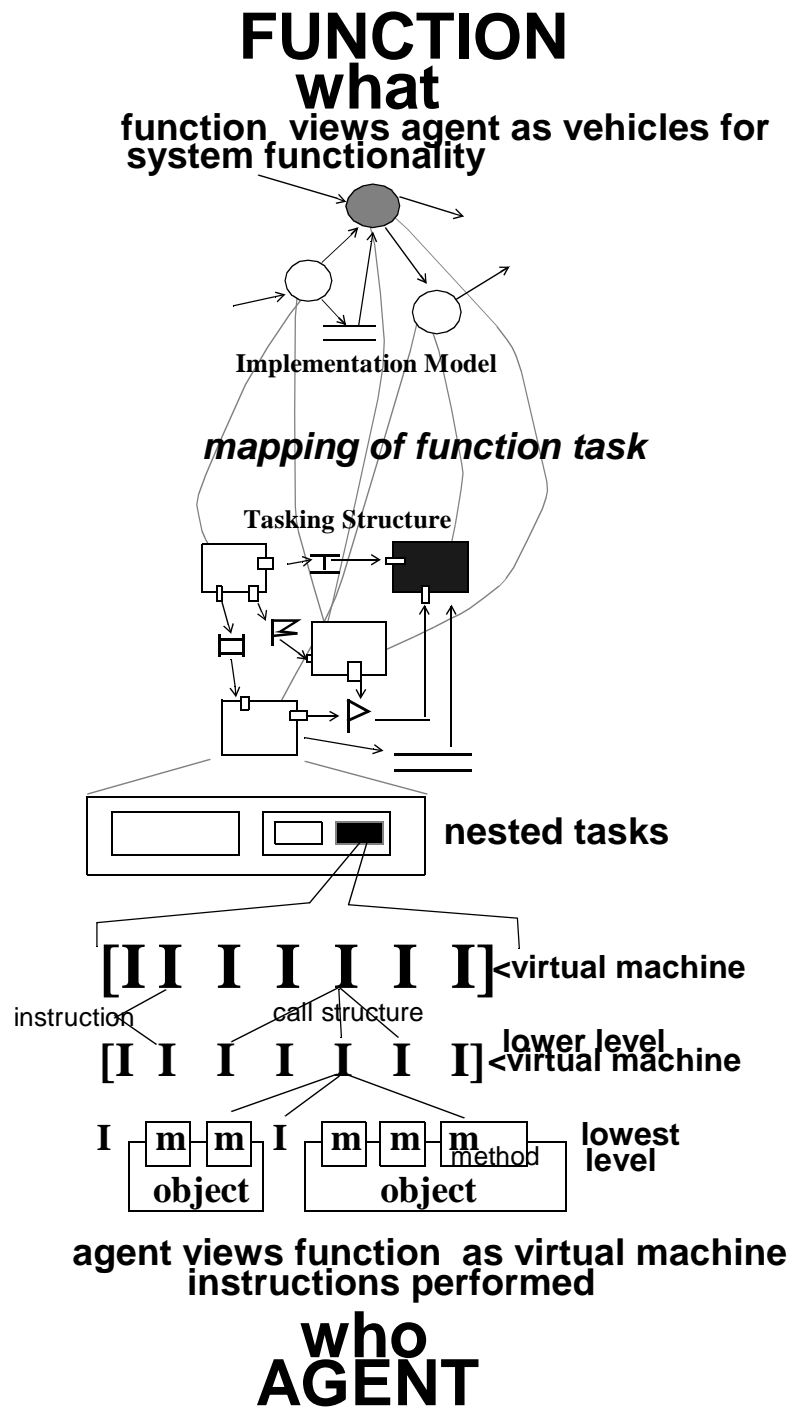 FUNCTION
what
function views agent as vehicles for
system functionality
Implementation Model
mapping of function task
Tasking Structure
nested tasks
[I I I I I I I]<virtual machine
instruction
call structure
lower level
[I I I I I I I]<virtual machine
I m m I m m m
method
lowest
level
object object
agent views function as virtual machine
instructions performed
who
AGENT